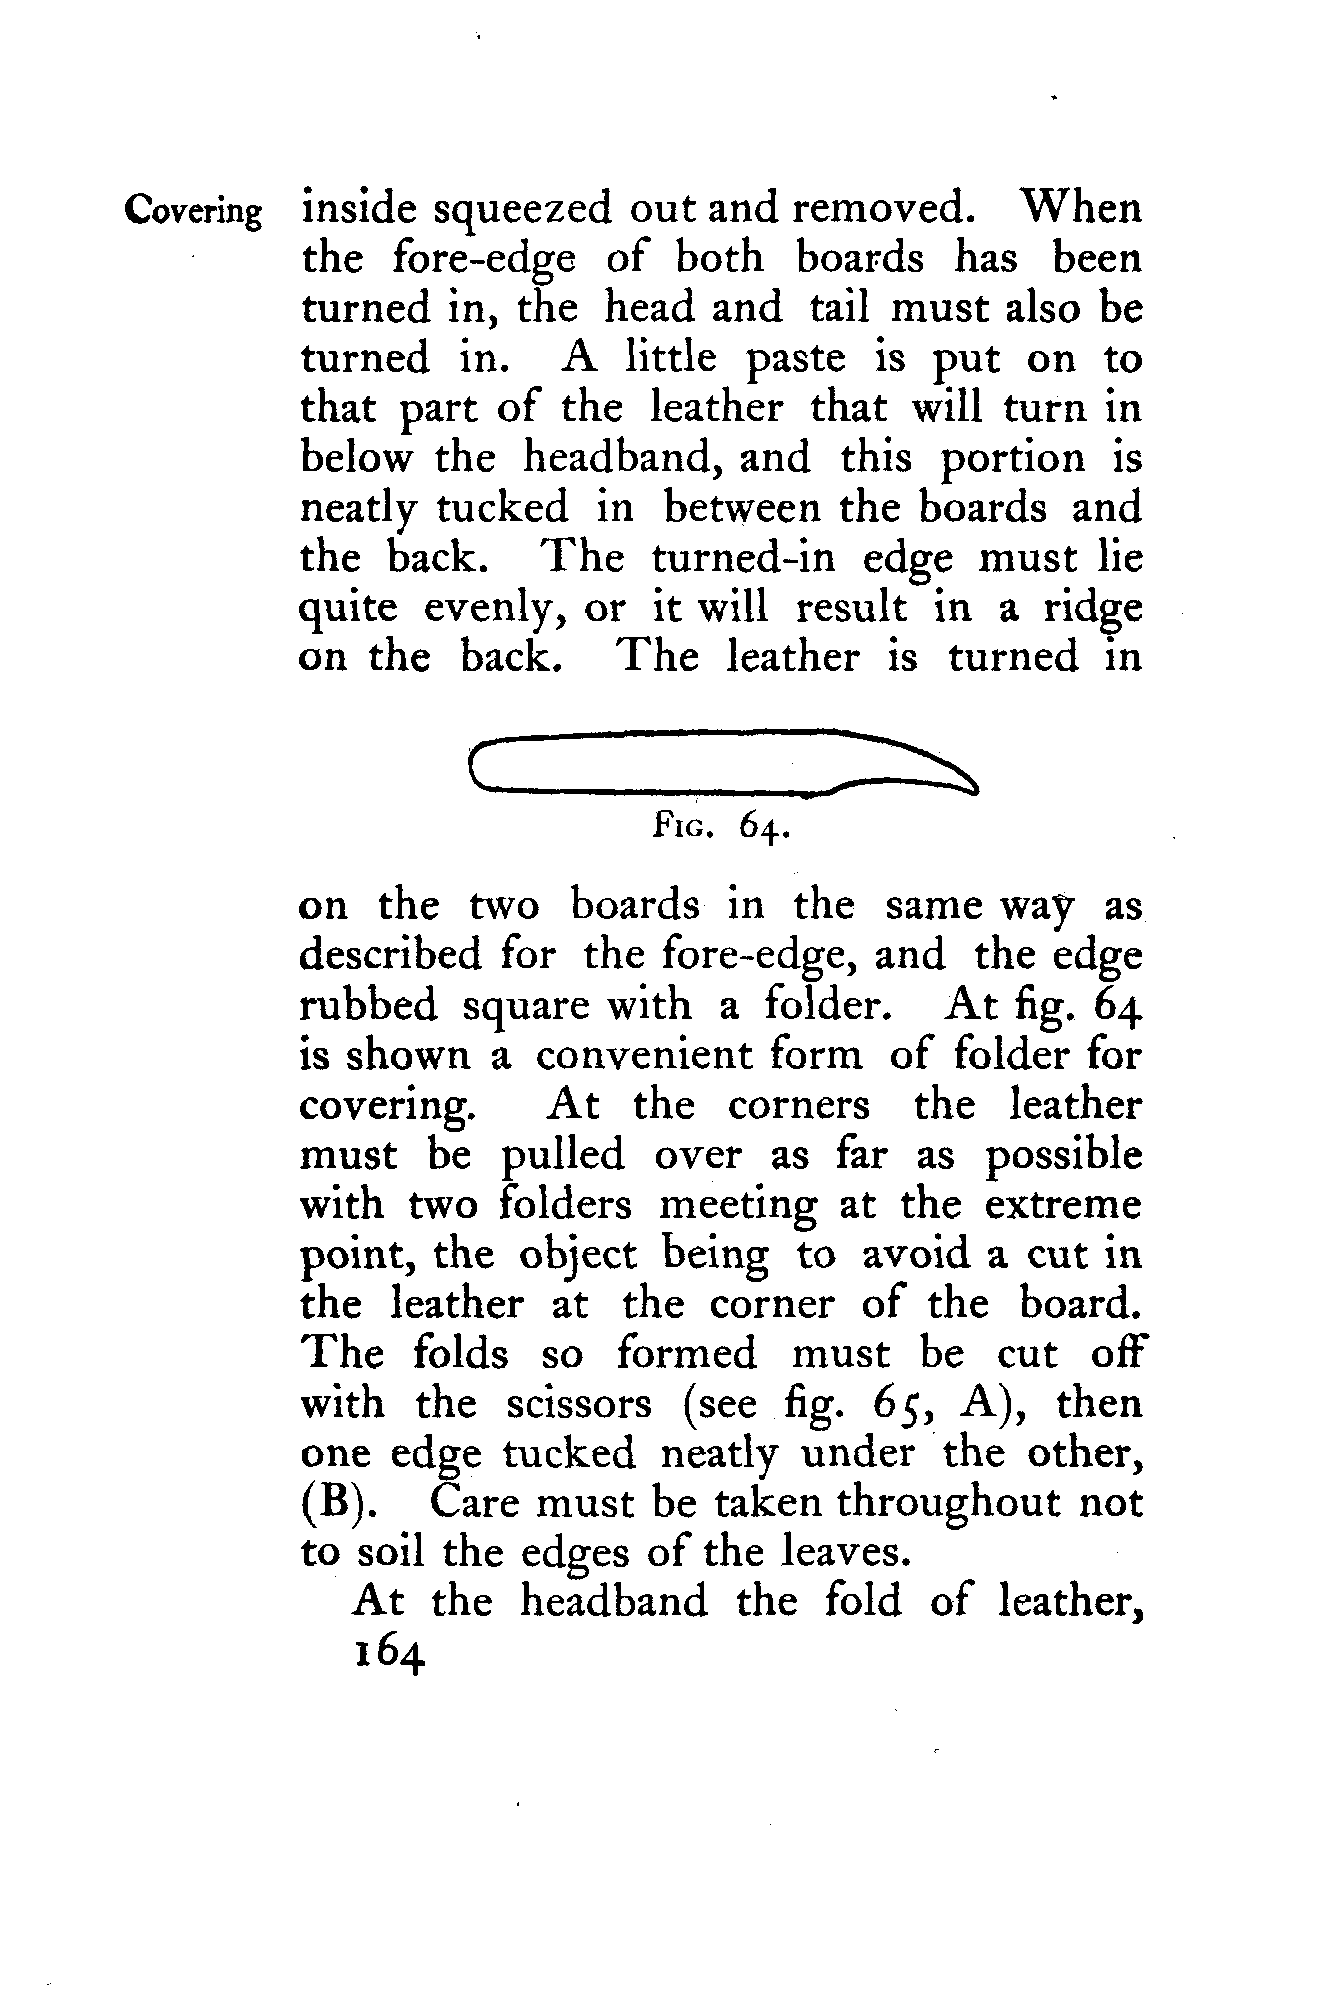 Covering
inside squeezed out and removed. When
the fore-edge of both boards has been
turned in, the head and tail must also be
turned in. A little paste is put on to
that part of the leather that will turn in
below the headband, and this portion is
neatly tucked in between the boards and
the back. The turned-in edge must lie
quite evenly, or it will result in a ridge
on the back. The leather is turned in
Fig. 64.
on the two boards in the same way as
described for the fore-edge, and the edge
rubbed square with a folder. At fig. 64
is shown a convenient form of folder for
covering. At the corners the leather
must be pulled over as far as possible
with two folders meeting at the extreme
point, the object being to avoid a cut in
the leather at the corner of the board.
The folds so formed must be cut off
with the scissors (see fig. 65, A), then
one edge tucked neatly under the other,
(B). Care must be taken throughout not
to soil the edges of the leaves.
At the headband the fold of leather,
164